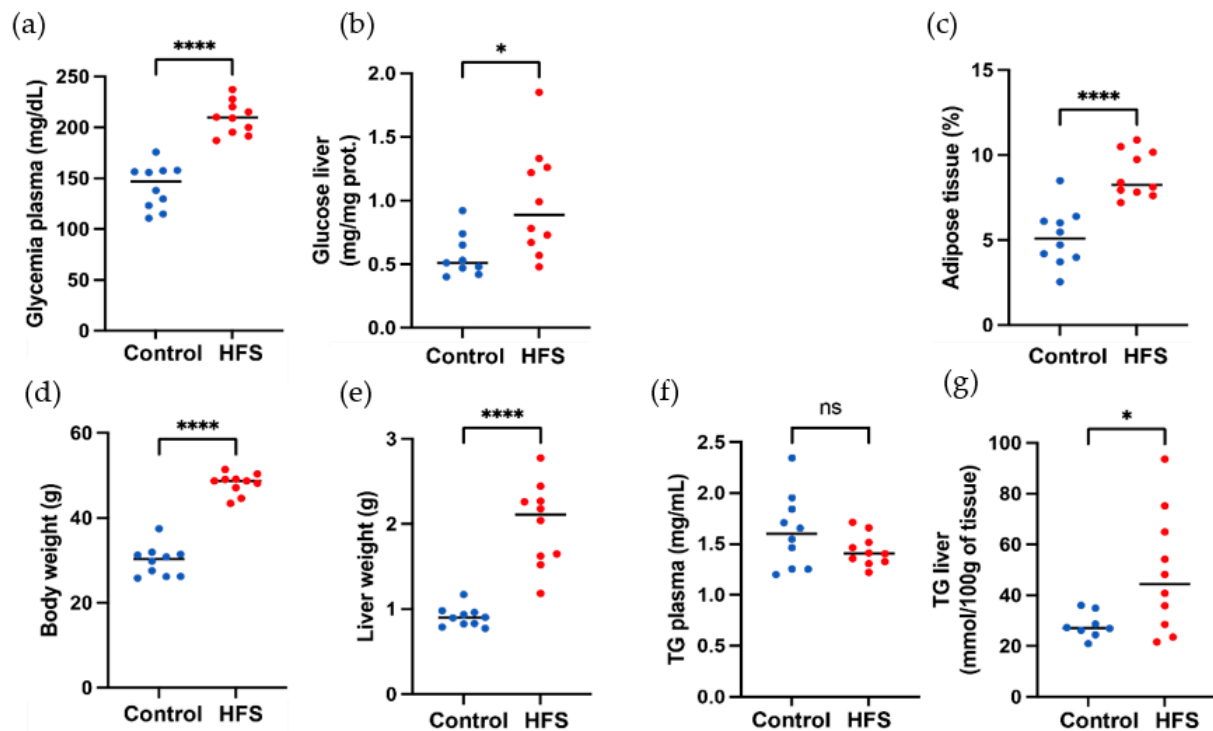 (a)
****
Glycemia plasma (mg/dL)
250
200
150
100
50
0
Control HFS
(b)
*
Glucose liver
(mg/mg prot.)
2.0
1.5
1.0
0.5
0.0
Control HFS
(c)
****
Adipose tissue (%)
15
10
5
0
Control HFS
(d)
****
Body weight (g)
60
40
20
0
Control HFS
(e)
****
Liver weight (g)
3
2
1
0
Control HFS
(f)
ns
TG plasma (mg/mL)
2.5
2.0
1.5
1.0
0.5
0.0
Control HFS
(g)
*
TG liver
(mmol/100g of tissue)
100
80
60
40
20
0
Control HFS